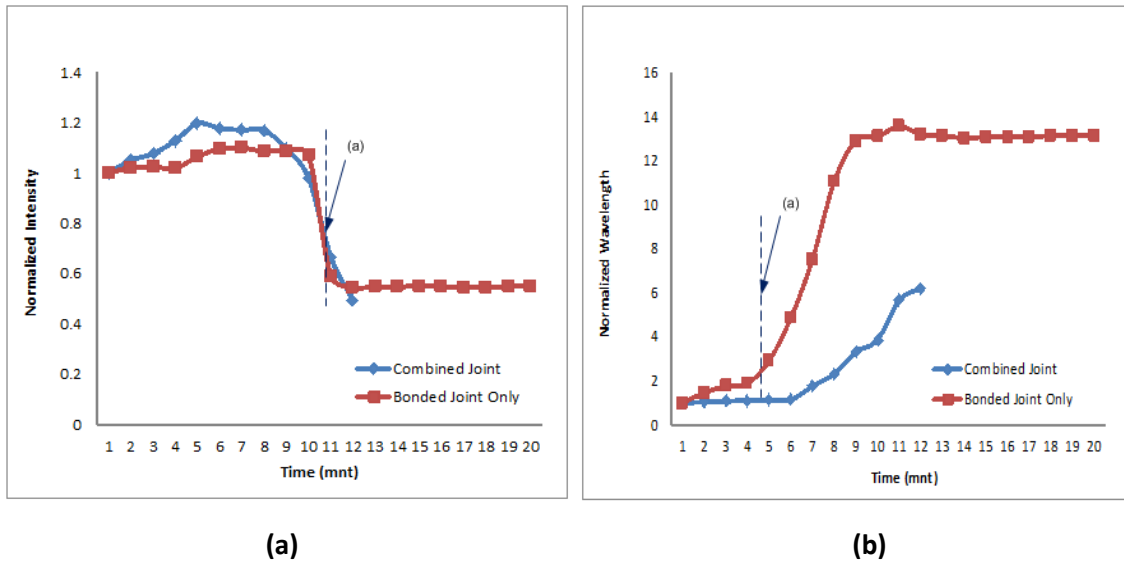 Normalized Intensity
1.4
1.2
1
0.8
0.6
0.4
0.2
0
(a)
Combined Joint
Bonded Joint Only
1 2 3 4 5 6 7 8 9 10 11 12 13 14 15 16 17 18 19 20
Time (mnt)
(a)
Normalized Wavelength
16
14
12
10
8
6
4
2
0
(a)
Combined Joint
Bonded Joint Only
1 2 3 4 5 6 7 8 9 10 11 12 13 14 15 16 17 18 19 20
Time (mnt)
(b)